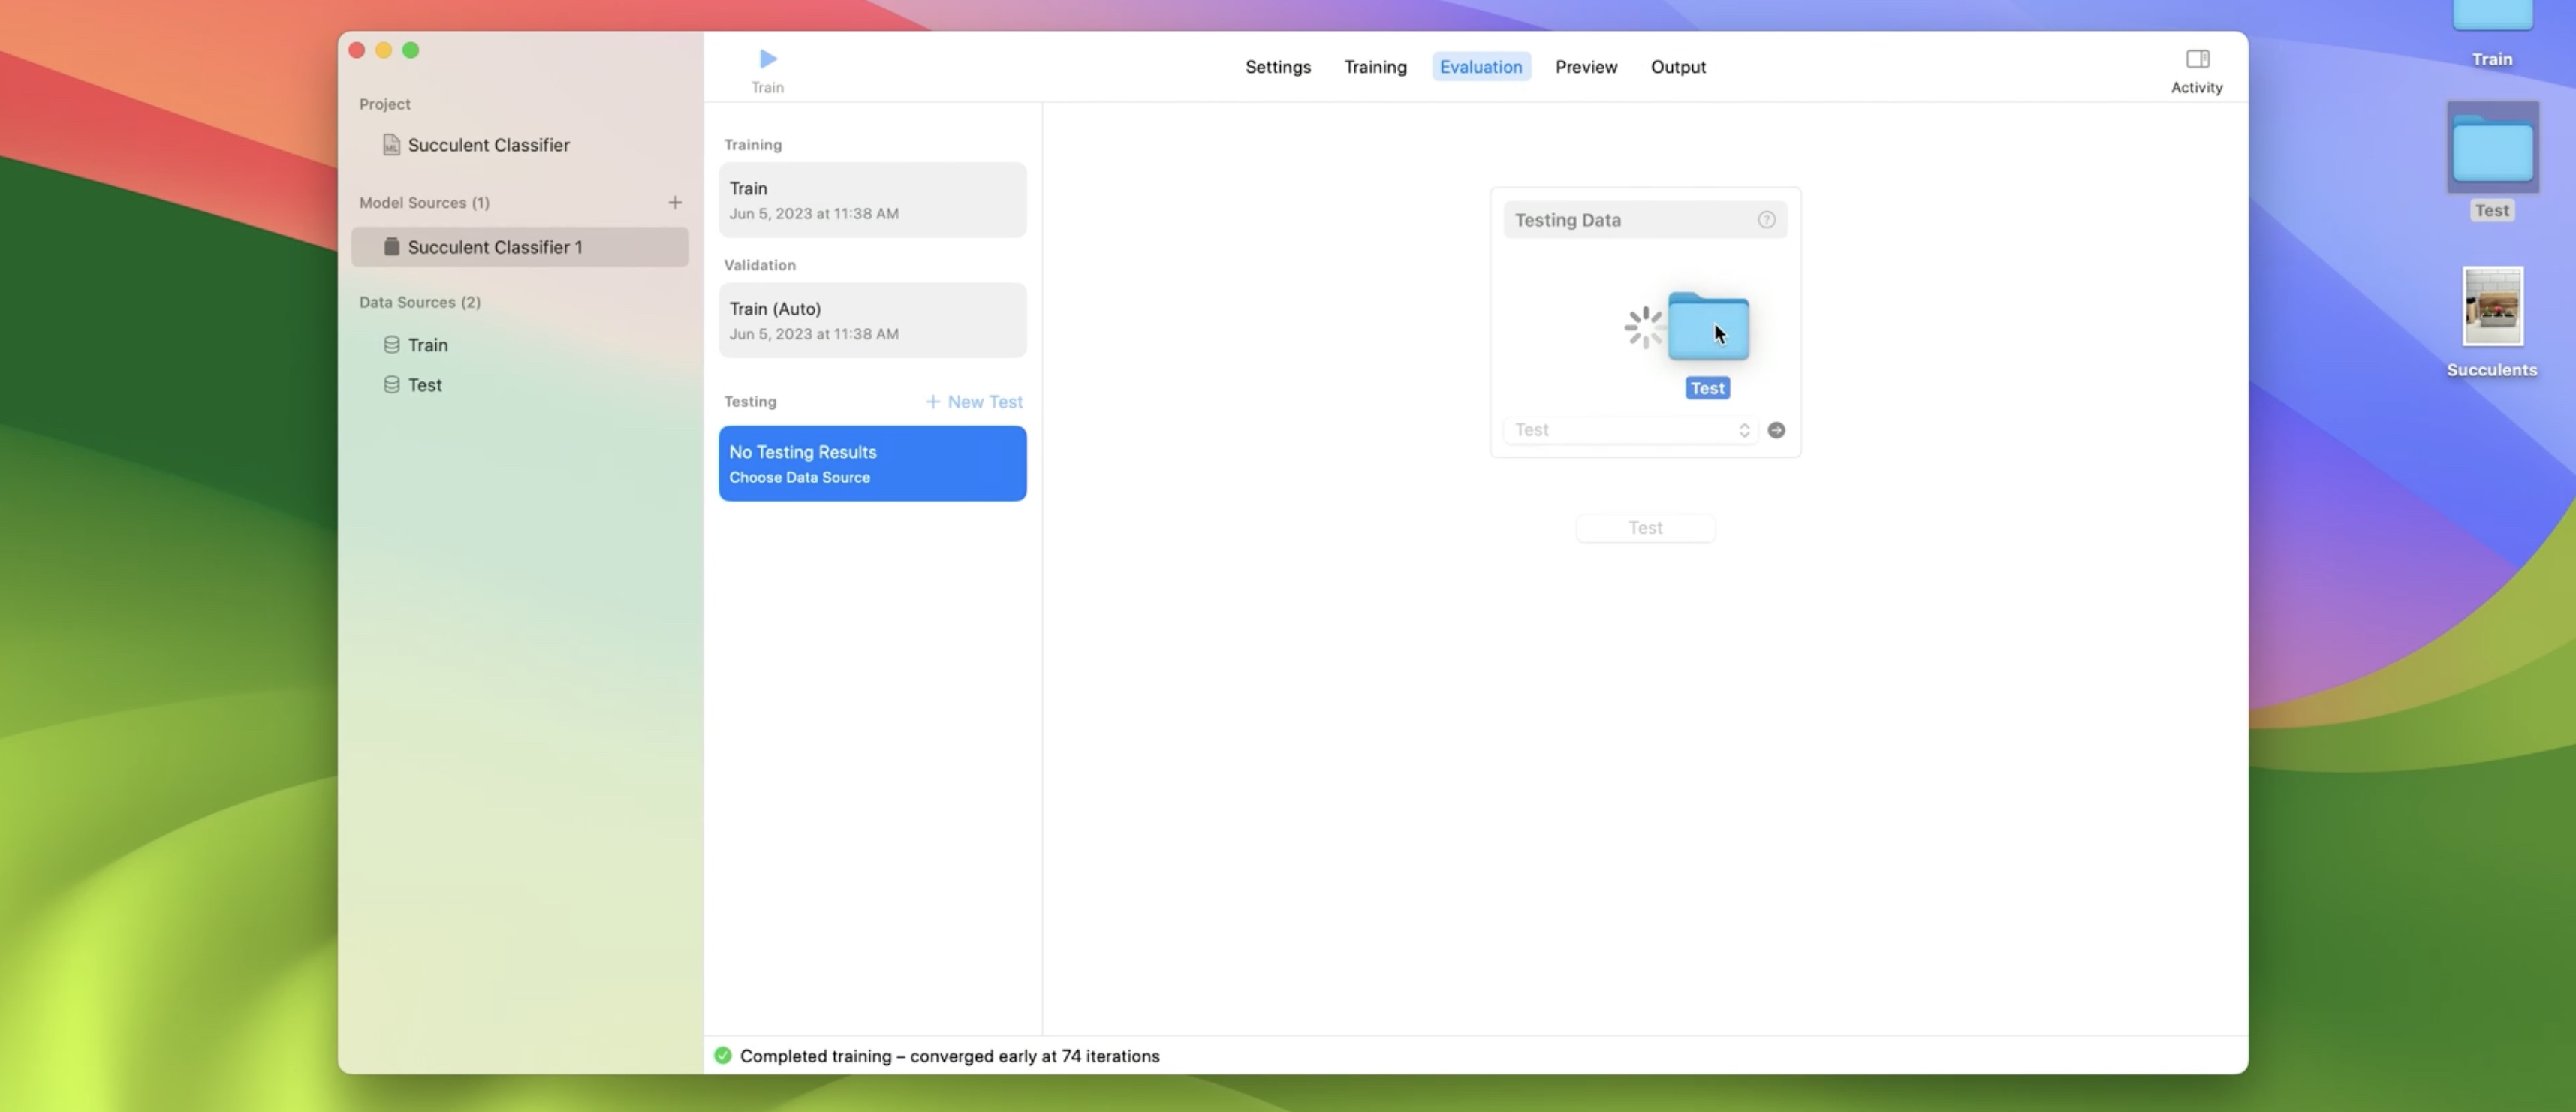 Project
Succulent Classifier
Model Sources (1)
Succulent Classifier 1
Data Sources (2)
Train
Test
Train
Settings
Training
Evaluation
Preview
Output
Activity
Training
Train
Jun 5, 2023 at 11:38 AM
Validation
Train (Auto)
Jun 5, 2023 at 11:38 AM
Testing
+ New Test
No Testing Results
Choose Data Source
Testing Data
Test
Test
Test
Completed training – converged early at 74 iterations
Train
Test
Succulents